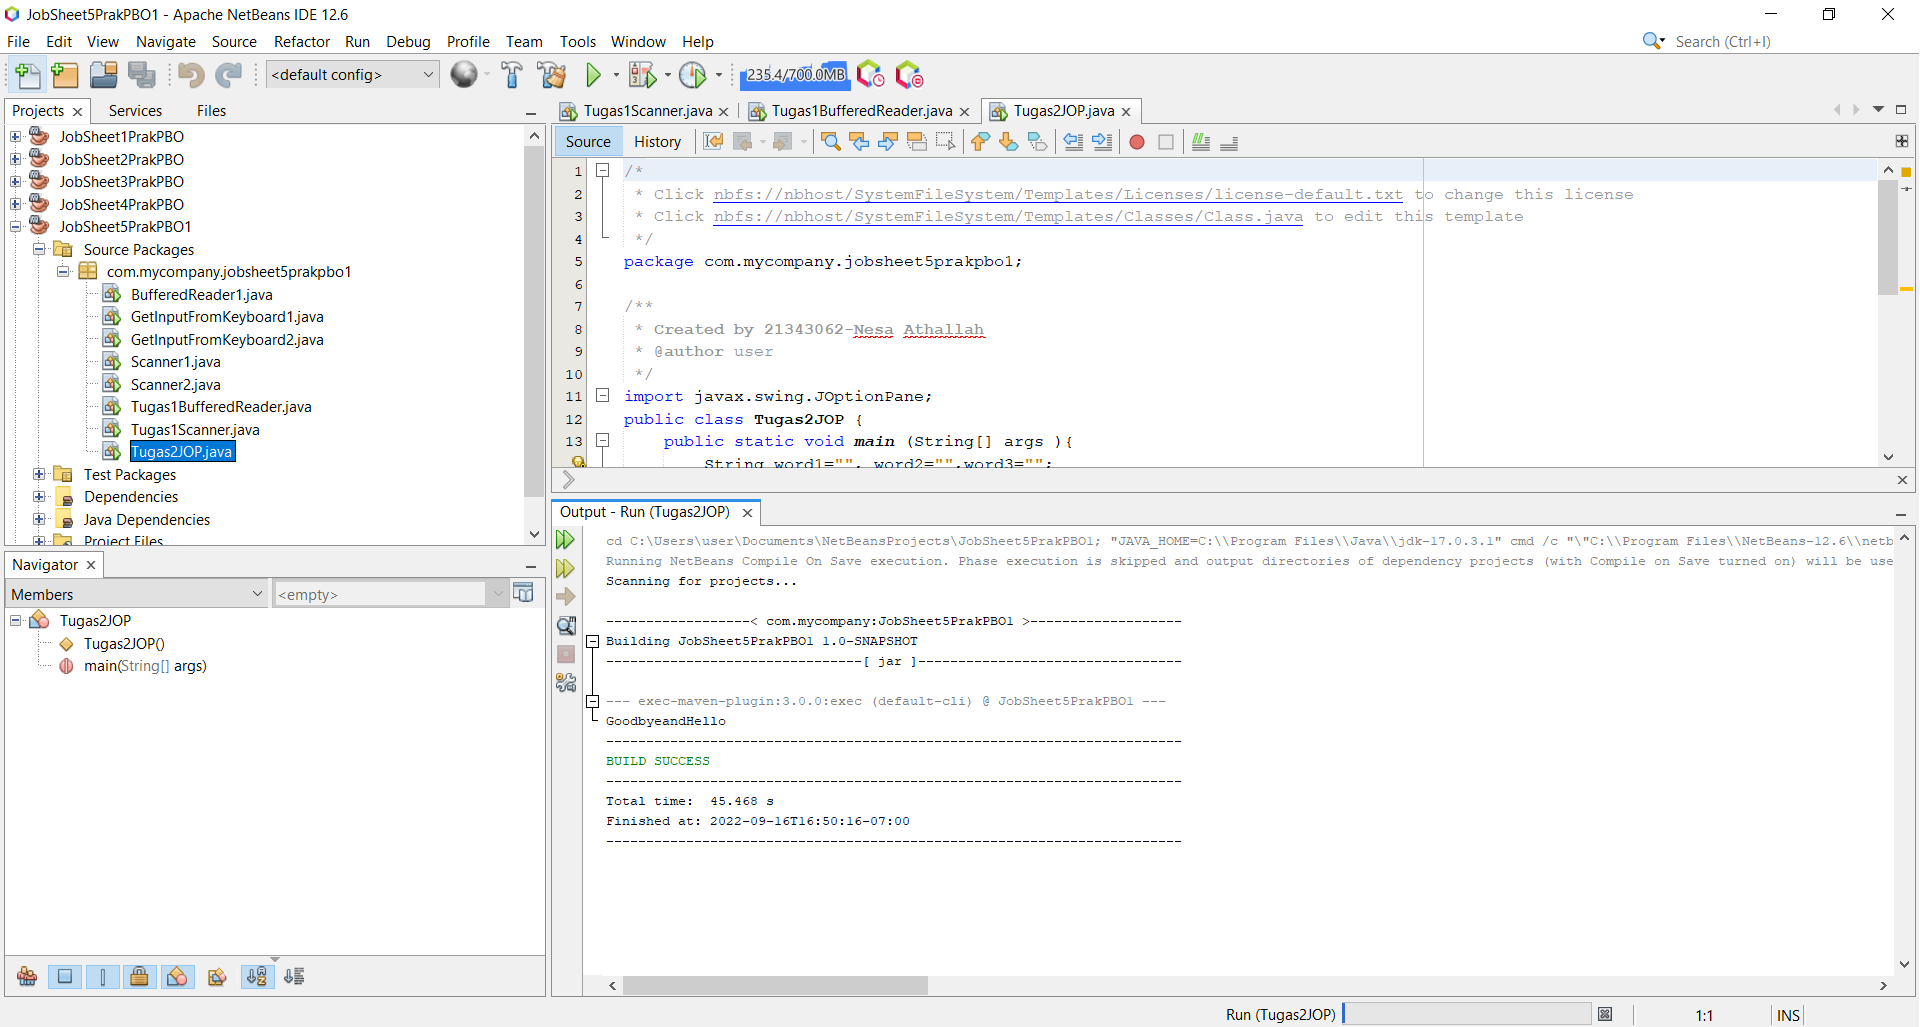 JobSheet5PrakPBO1 - Apache NetBeans IDE 12.6
File Edit View Navigate Source Refactor Run Debug Profile Team Tools Window Help
Search (Ctrl+I)
<default config>
235.4/700.0MB
Projects
Services
Files
JobSheet1PrakPBO
JobSheet2PrakPBO
JobSheet3PrakPBO
JobSheet4PrakPBO
JobSheet5PrakPBO1
Source Packages
com.mycompany.jobsheet5prakpbo1
BufferedReader1.java
GetInputFromKeyboard1.java
GetInputFromKeyboard2.java
Scanner1.java
Scanner2.java
Tugas1BufferedReader.java
Tugas1Scanner.java
Tugas2JOP.java
Test Packages
Dependencies
Java Dependencies
Project Files
Navigator
Members
<empty>
Tugas2JOP
Tugas2JOP()
main(String[] args)
Tugas1Scanner.java
Tugas1BufferedReader.java
Tugas2JOP.java
Source
History
1 /*
2 * Click nbfs://nbhost/SystemFileSystem/Templates/Licenses/license-default.txt to change this license
3 * Click nbfs://nbhost/SystemFileSystem/Templates/Classes/Class.java to edit this template
4 */
5 package com.mycompany.jobsheet5prakpbo1;
6
7 /**
8 * Created by 21343062-Nesa Athallah
9 * @author user
10 */
11 import javax.swing.JOptionPane;
12 public class Tugas2JOP {
13 public static void main (String[] args ){
String word1="", word2="",word3="";
Output - Run (Tugas2JOP)
cd C:\Users\user\Documents\NetBeansProjects\JobSheet5PrakPBO1; "JAVA_HOME=C:\\Program Files\\Java\\jdk-17.0.3.1" cmd /c "\"C:\\Program Files\\NetBeans-12.6\\netb
Running NetBeans Compile On Save execution. Phase execution is skipped and output directories of dependency projects (with Compile on Save turned on) will be use
Scanning for projects...
------------------< com.mycompany:JobSheet5PrakPBO1 >-------------------
Building JobSheet5PrakPBO1 1.0-SNAPSHOT
--------------------------------[ jar ]---------------------------------
--- exec-maven-plugin:3.0.0:exec (default-cli) @ JobSheet5PrakPBO1 ---
GoodbyeandHello
------------------------------------------------------------------------
BUILD SUCCESS
------------------------------------------------------------------------
Total time:  45.468 s
Finished at: 2022-09-16T16:50:16-07:00
------------------------------------------------------------------------
Run (Tugas2JOP)
1:1
INS